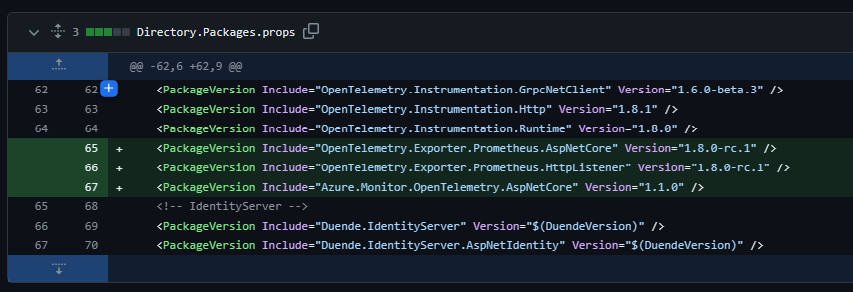 3 Directory.Packages.props
@@ -62,6 +62,9 @@
62 62 <PackageVersion Include="OpenTelemetry.Instrumentation.GrpcNetClient" Version="1.6.0-beta.3" />
63 63 <PackageVersion Include="OpenTelemetry.Instrumentation.Http" Version="1.8.1" />
64 64 <PackageVersion Include="OpenTelemetry.Instrumentation.Runtime" Version="1.8.0" />
65 + <PackageVersion Include="OpenTelemetry.Exporter.Prometheus.AspNetCore" Version="1.8.0-rc.1" />
66 + <PackageVersion Include="OpenTelemetry.Exporter.Prometheus.HttpListener" Version="1.8.0-rc.1" />
67 + <PackageVersion Include="Azure.Monitor.OpenTelemetry.AspNetCore" Version="1.1.0" />
65 68 <!-- IdentityServer -->
66 69 <PackageVersion Include="Duende.IdentityServer" Version="$(DuendeVersion)" />
67 70 <PackageVersion Include="Duende.IdentityServer.AspNetIdentity" Version="$(DuendeVersion)" />